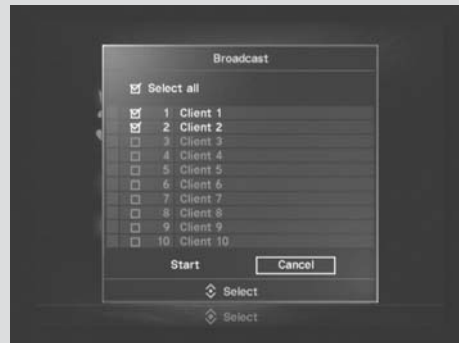 Broadcast
Select all
1 Client 1
2 Client 2
3 Client 3
4 Client 4
5 Client 5
6 Client 6
7 Client 7
8 Client 8
9 Client 9
10 Client 10
Start Cancel
Select
Select